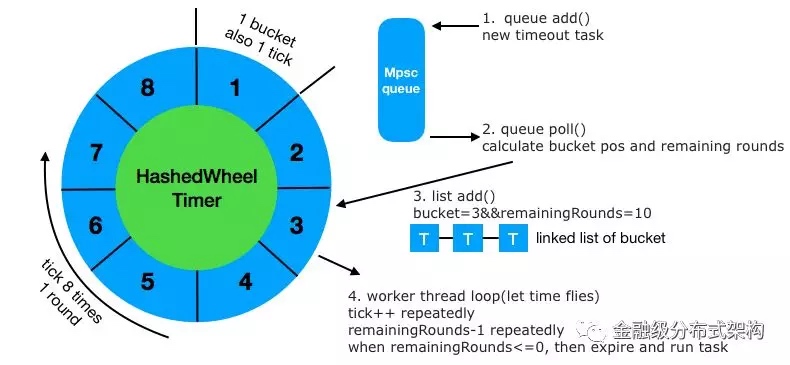 1 bucket
also 1 tick
8
1
7
2
6
3
5
4
HashedWheel
Timer
tick 8 times
1 round
Mpsc
queue
1. queue add()
new timeout task
2. queue poll()
calculate bucket pos and remaining rounds
3. list add()
bucket=3&&remainingRounds=10
T T T linked list of bucket
4. worker thread loop(let time flies)
tick++ repeatedly
remainingRounds-1 repeatedly
when remainingRounds<=0, then expire and run task
金融级分布式架构